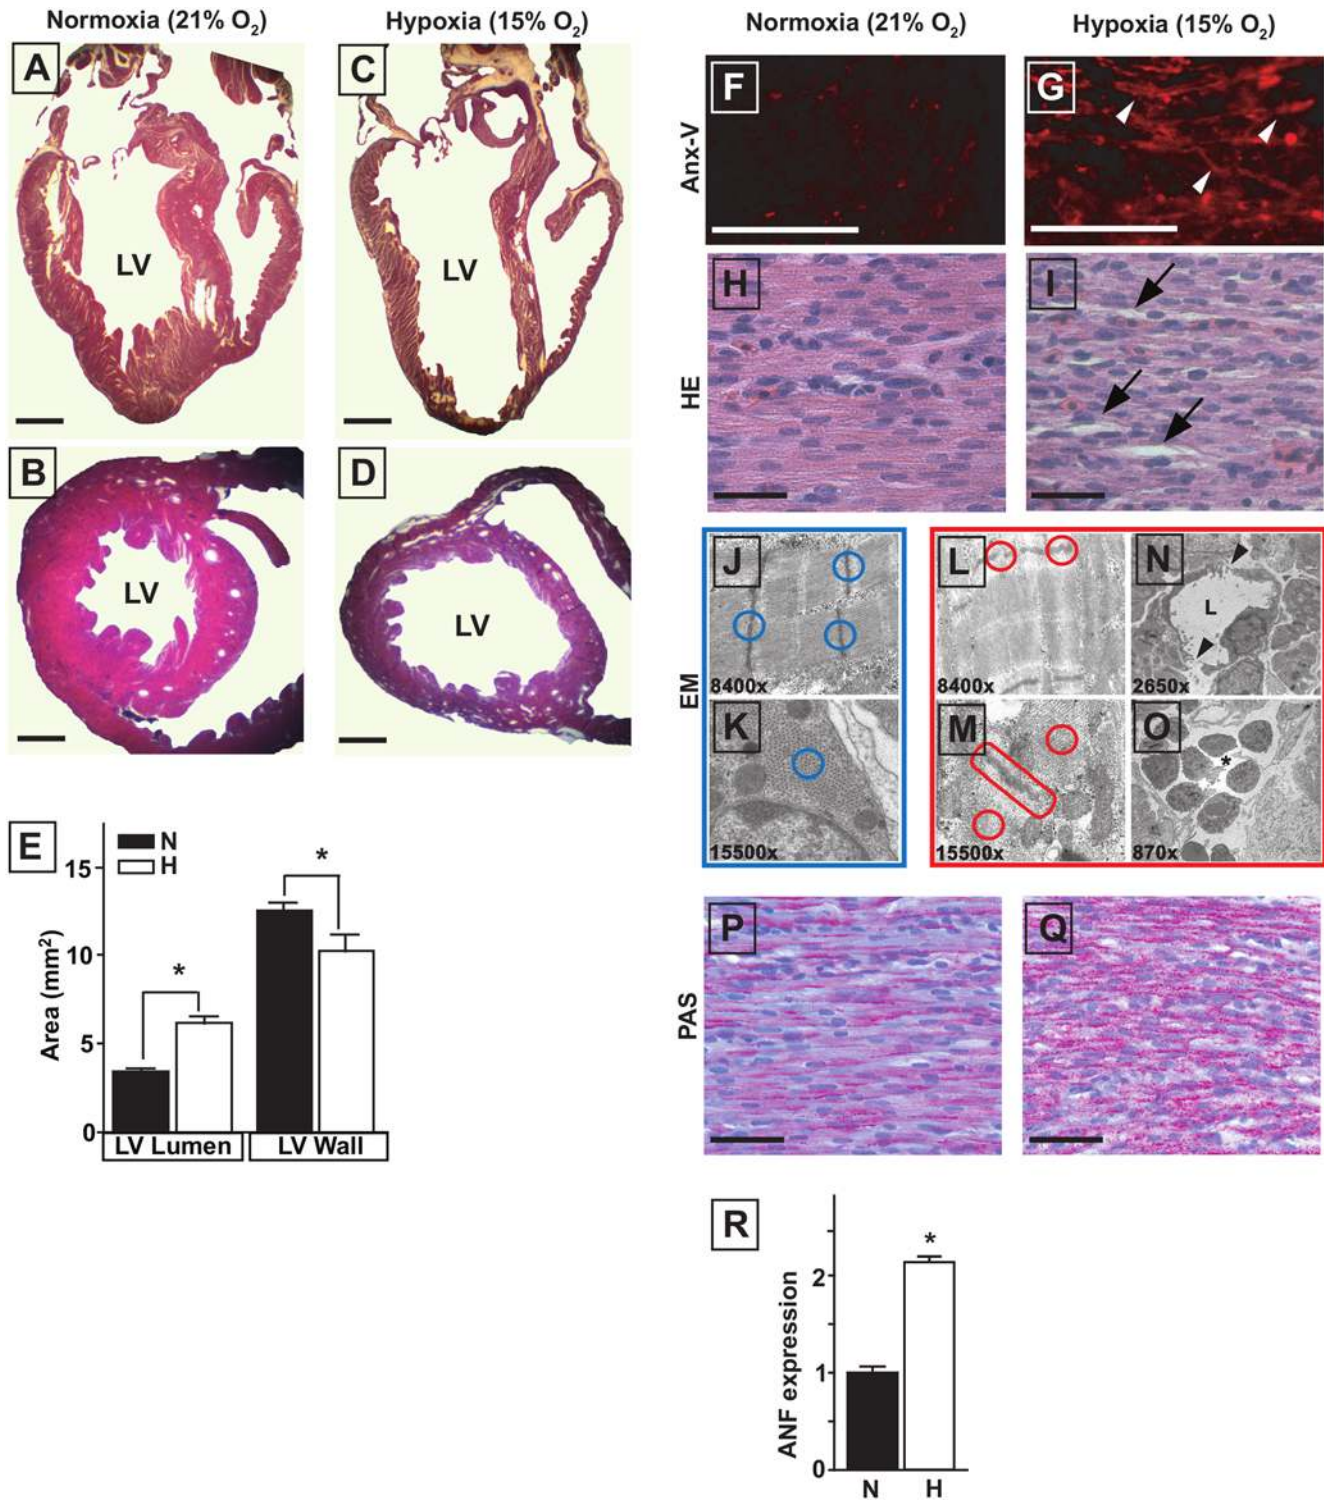 Normoxia (21% O₂)
Hypoxia (15% O₂)
A
C
LV
LV
B
D
LV
LV
E
N
H
Area (mm²)
15
10
5
0
*
*
LV Lumen
LV Wall
Normoxia (21% O₂)
Hypoxia (15% O₂)
Anx-V
F
G
HE
H
I
EM
J
8400x
L
8400x
N
L
2650x
K
15500x
M
15500x
O
*
870x
PAS
P
Q
R
ANF expression
2
1
0
*
N
H